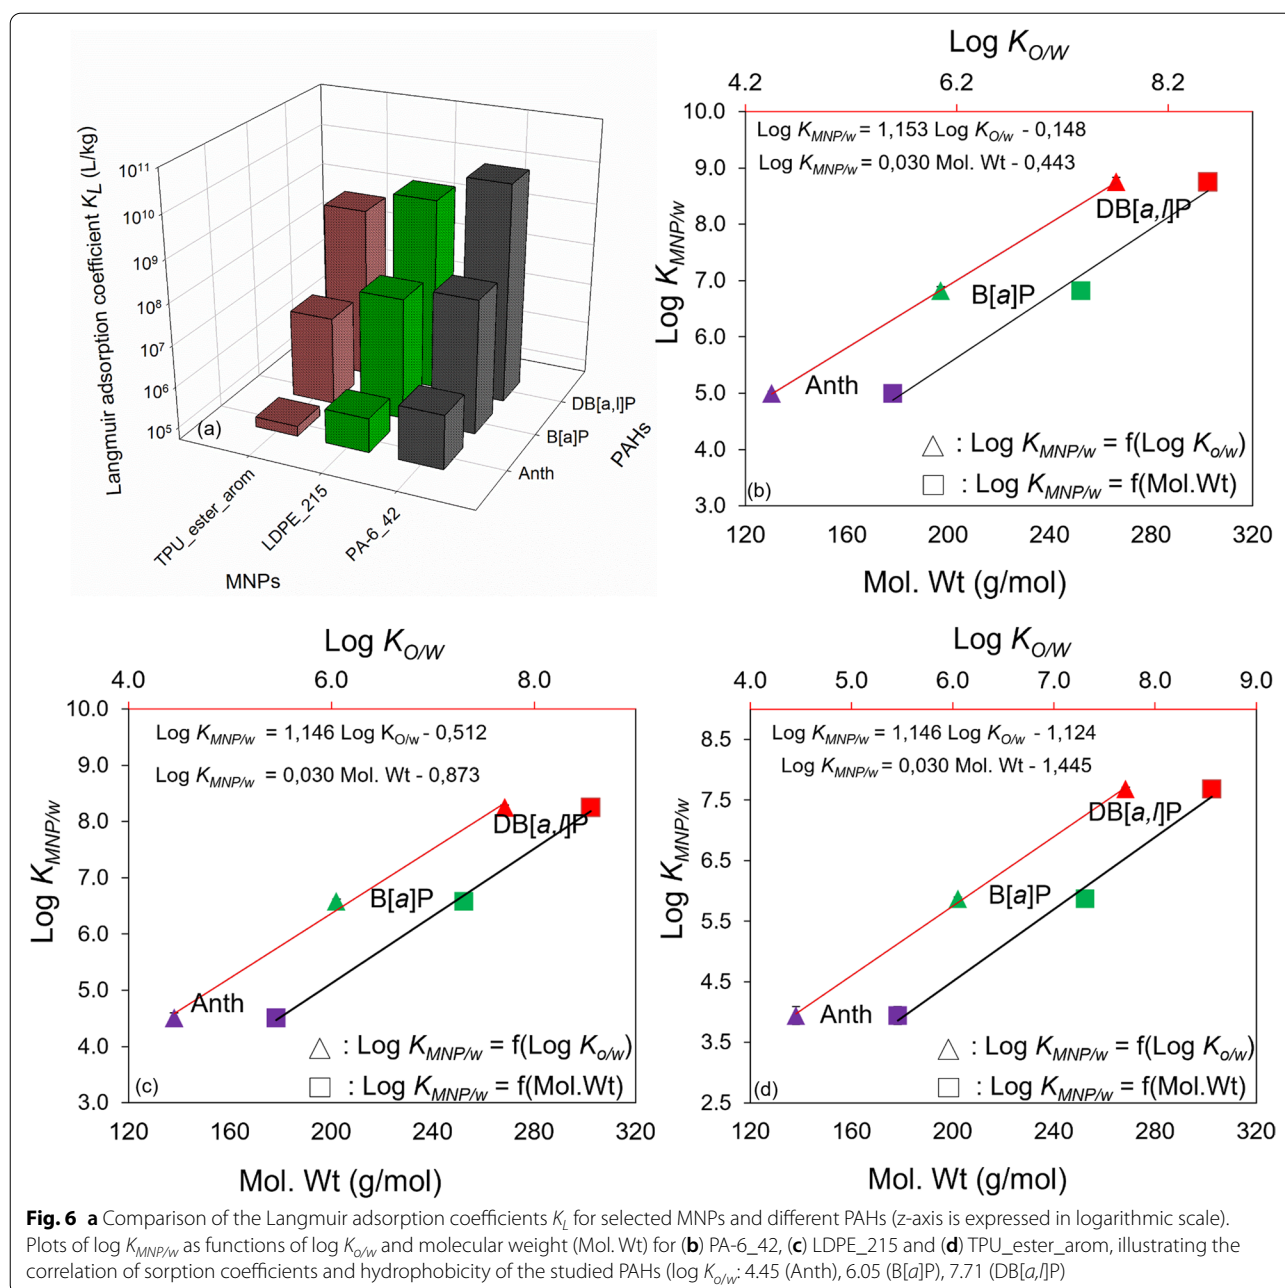 Langmuir adsorption coefficient K_L (L/kg)
10^11
10^10
10^9
10^8
10^7
10^6
10^5
(a)
TPU_ester_arom
LDPE_215
PA-6_42
MNPs
Anth
B[a]P
DB[a,l]P
PAHs
Log K_O/W
4.2 6.2 8.2
Log K_MNP/w
10.0
9.0
8.0
7.0
6.0
5.0
4.0
3.0
Log K_MNP/w = 1,153 Log K_O/w - 0,148
Log K_MNP/w = 0,030 Mol. Wt - 0,443
DB[a,l]P
B[a]P
Anth
△ : Log K_MNP/w = f(Log K_o/w)
□ : Log K_MNP/w = f(Mol.Wt)
(b)
120 160 200 240 280 320
Mol. Wt (g/mol)
Log K_O/W
4.0 6.0 8.0
Log K_MNP/w
10.0
9.0
8.0
7.0
6.0
5.0
4.0
3.0
Log K_MNP/w = 1,146 Log K_O/w - 0,512
Log K_MNP/w = 0,030 Mol. Wt - 0,873
DB[a,l]P
B[a]P
Anth
△ : Log K_MNP/w = f(Log K_o/w)
□ : Log K_MNP/w = f(Mol.Wt)
(c)
120 160 200 240 280 320
Mol. Wt (g/mol)
Log K_O/W
4.0 5.0 6.0 7.0 8.0 9.0
Log K_MNP/w
8.5
7.5
6.5
5.5
4.5
3.5
2.5
Log K_MNP/w = 1,146 Log K_O/w - 1,124
Log K_MNP/w = 0,030 Mol. Wt - 1,445
DB[a,l]P
B[a]P
Anth
△ : Log K_MNP/w = f(Log K_o/w)
□ : Log K_MNP/w = f(Mol.Wt)
(d)
120 160 200 240 280 320
Mol. Wt (g/mol)
Fig. 6 a Comparison of the Langmuir adsorption coefficients K_L for selected MNPs and different PAHs (z-axis is expressed in logarithmic scale).
Plots of log K_MNP/w as functions of log K_o/w and molecular weight (Mol. Wt) for (b) PA-6_42, (c) LDPE_215 and (d) TPU_ester_arom, illustrating the
correlation of sorption coefficients and hydrophobicity of the studied PAHs (log K_o/w: 4.45 (Anth), 6.05 (B[a]P), 7.71 (DB[a,l]P)